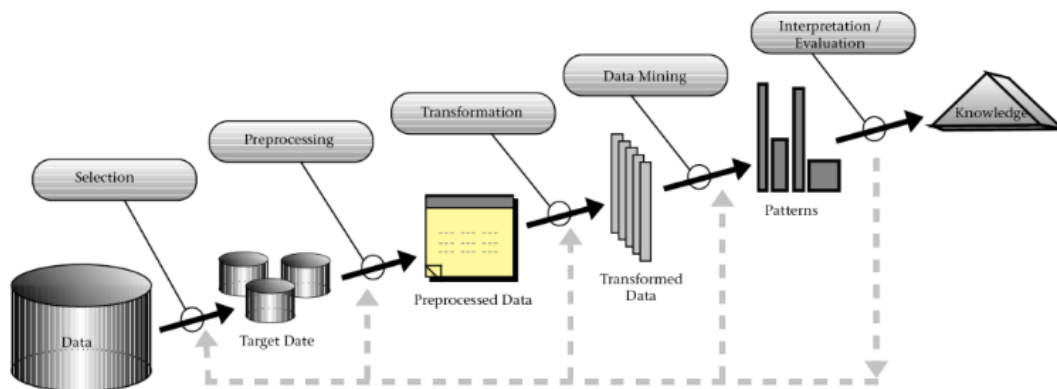 Interpretation /
Evaluation
Data Mining
Transformation
Preprocessing
Selection
Data
Target Date
Preprocessed Data
Transformed
Data
Patterns
Knowledge